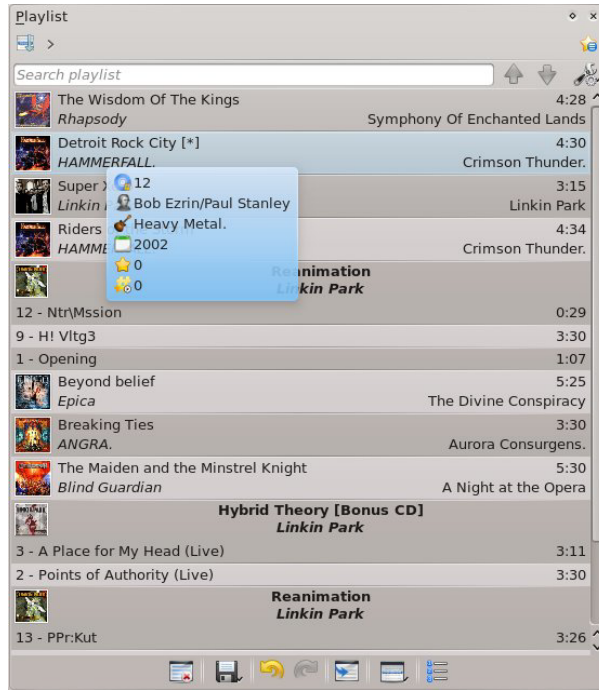 Playlist
Search playlist
The Wisdom Of The Kings 4:28
Rhapsody Symphony Of Enchanted Lands
Detroit Rock City [*] 4:30
HAMMERFALL. Crimson Thunder.
Super 3:15
12
Linkin Linkin Park
Bob Ezrin/Paul Stanley
Heavy Metal.
Riders 4:34
2002
Crimson Thunder.
0
0
Reanimation
Linkin Park
12 - Ntr\Mssion 0:29
9 - H! Vltg3 3:30
1 - Opening 1:07
Beyond belief 5:25
Epica The Divine Conspiracy
Breaking Ties 3:30
ANGRA. Aurora Consurgens.
The Maiden and the Minstrel Knight 5:30
Blind Guardian A Night at the Opera
Hybrid Theory [Bonus CD]
Linkin Park
3 - A Place for My Head (Live) 3:11
2 - Points of Authority (Live) 3:30
Reanimation
Linkin Park
13 - PPr:Kut 3:26